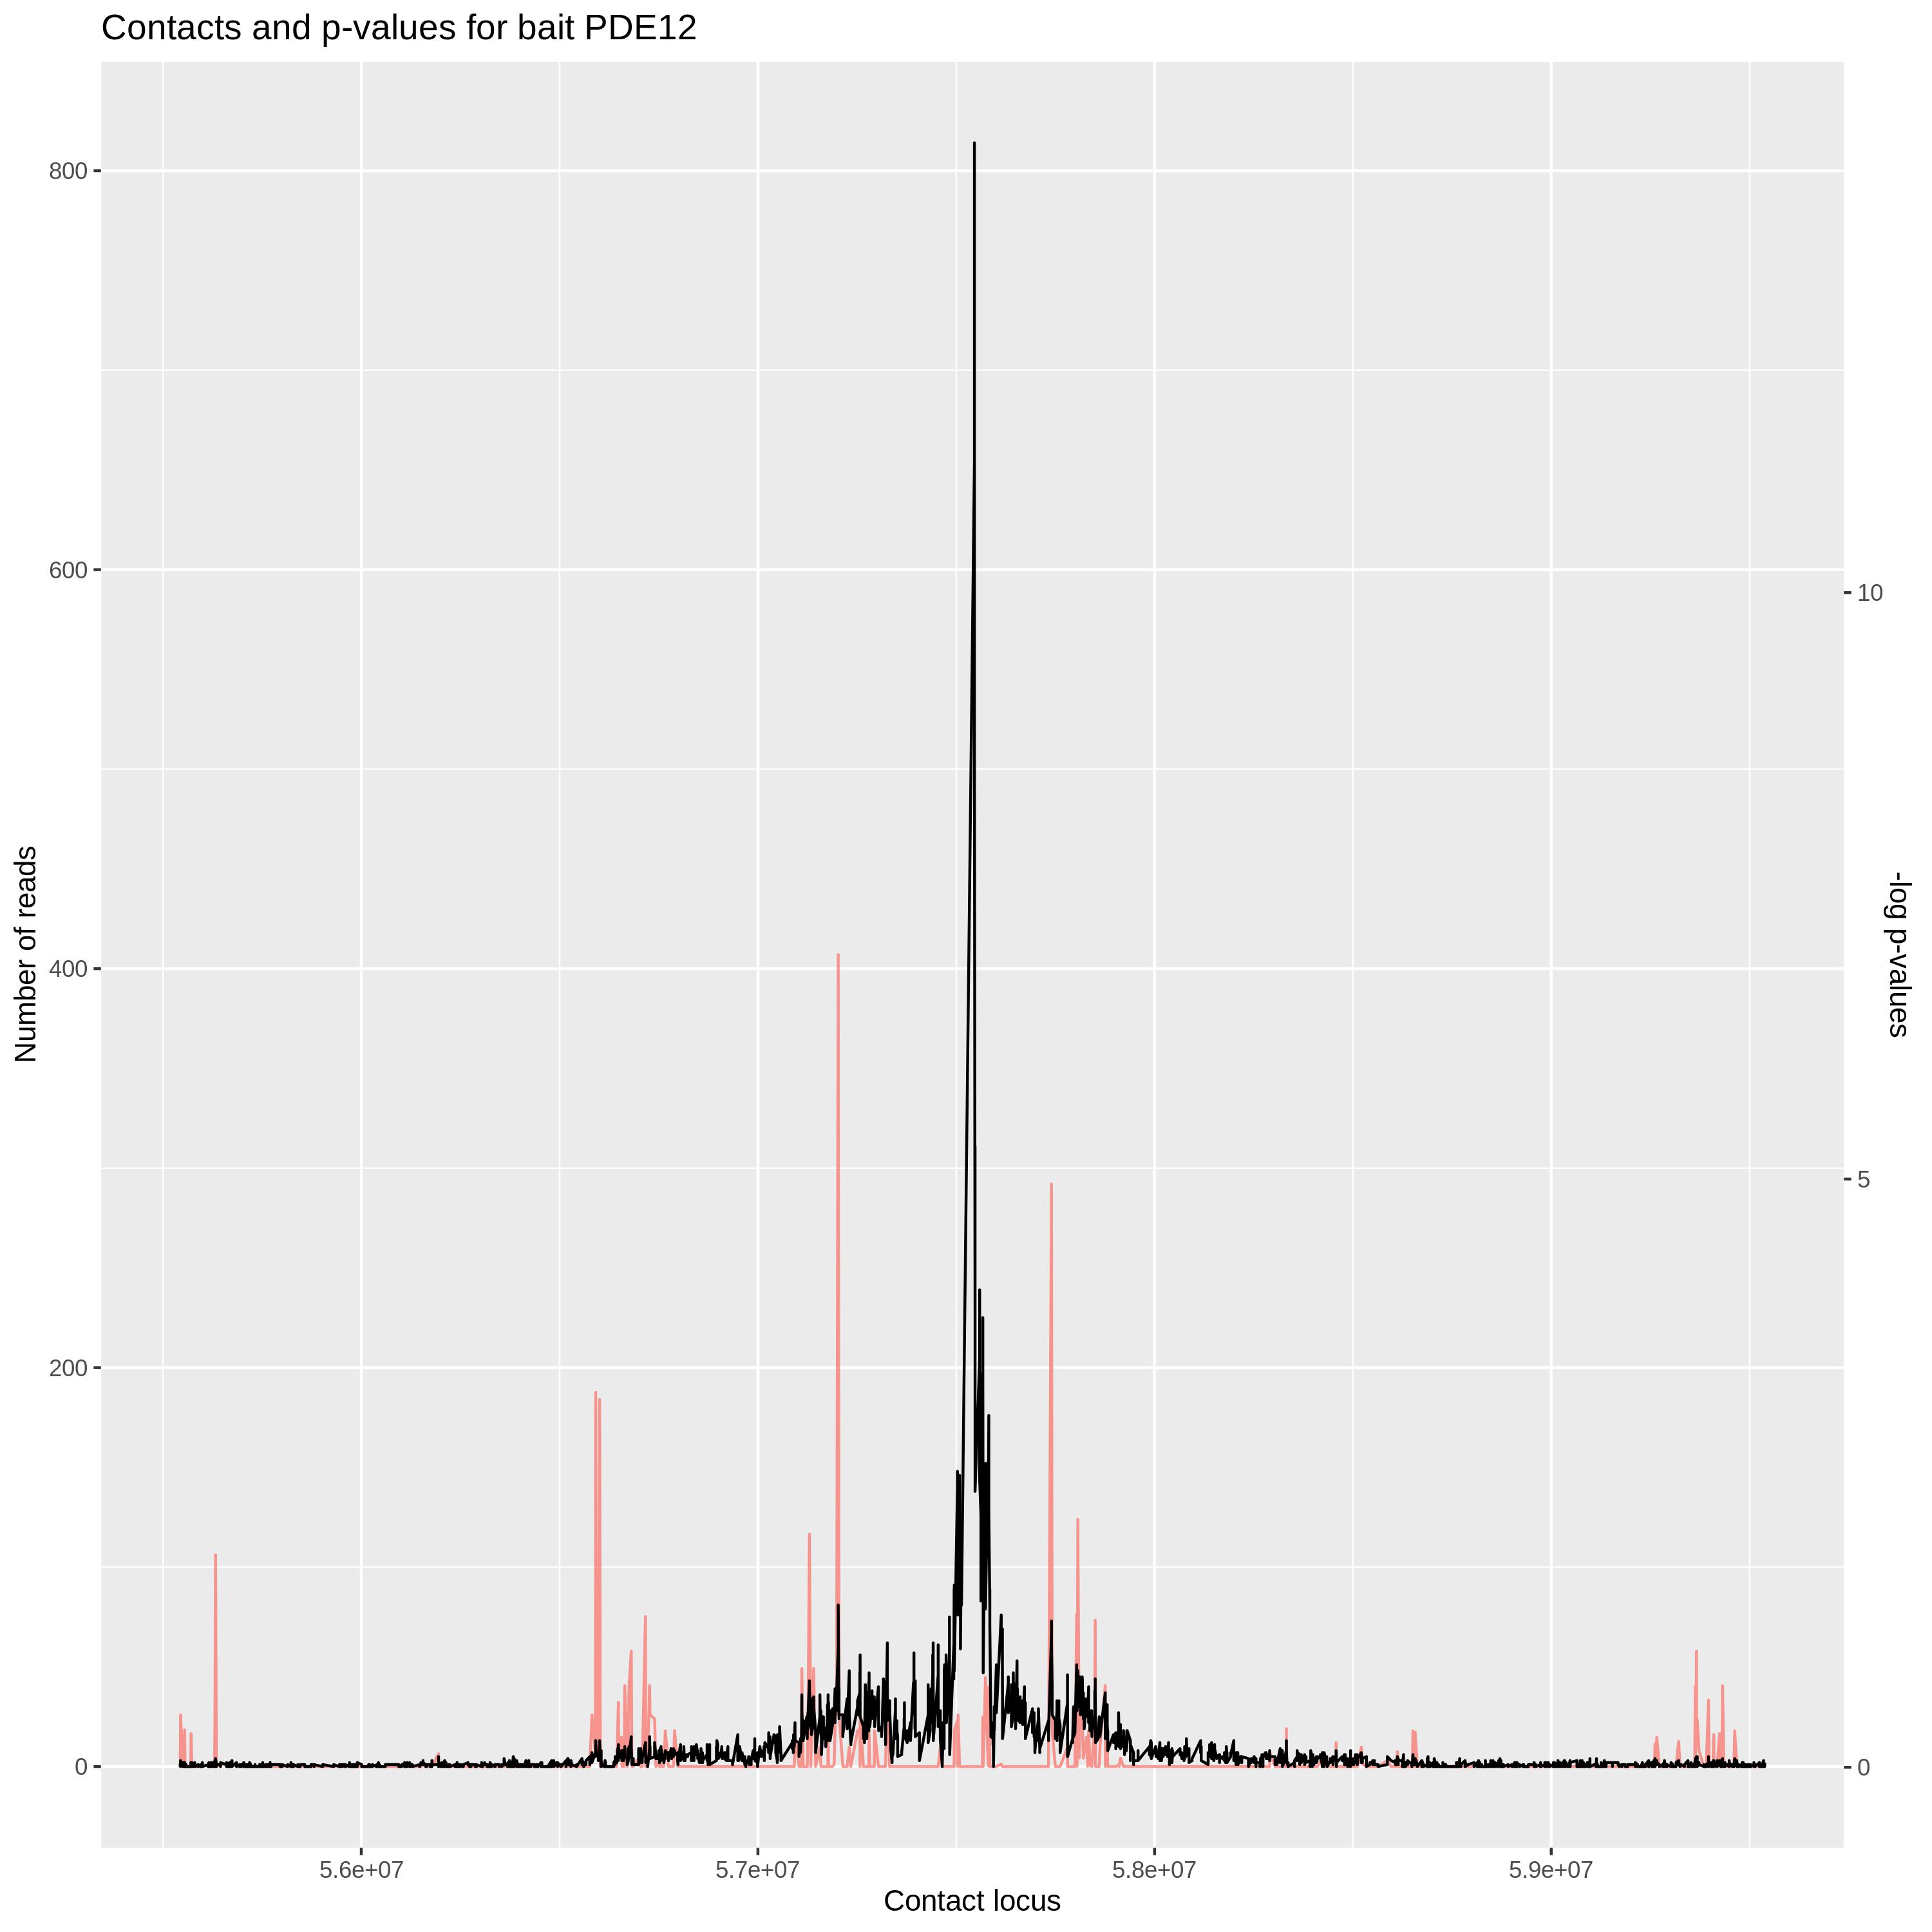 Contacts and p-values for bait PDE12
800
600
400
200
0
Number of reads
10
5
0
-log p-values
5.6e+07
5.7e+07
5.8e+07
5.9e+07
Contact locus